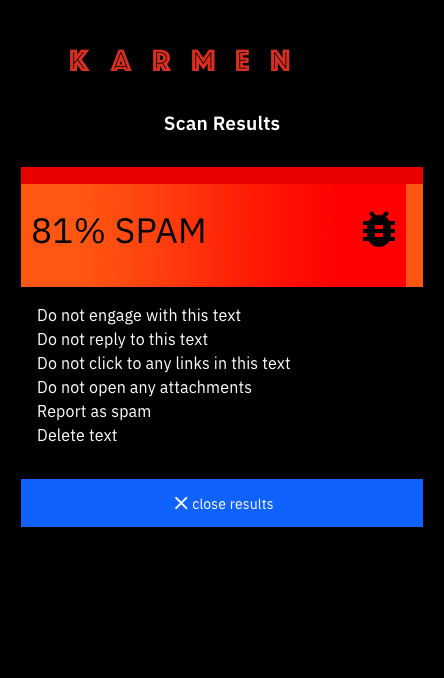 KARMEN
Scan Results
81% SPAM
Do not engage with this text
Do not reply to this text
Do not click to any links in this text
Do not open any attachments
Report as spam
Delete text
close results